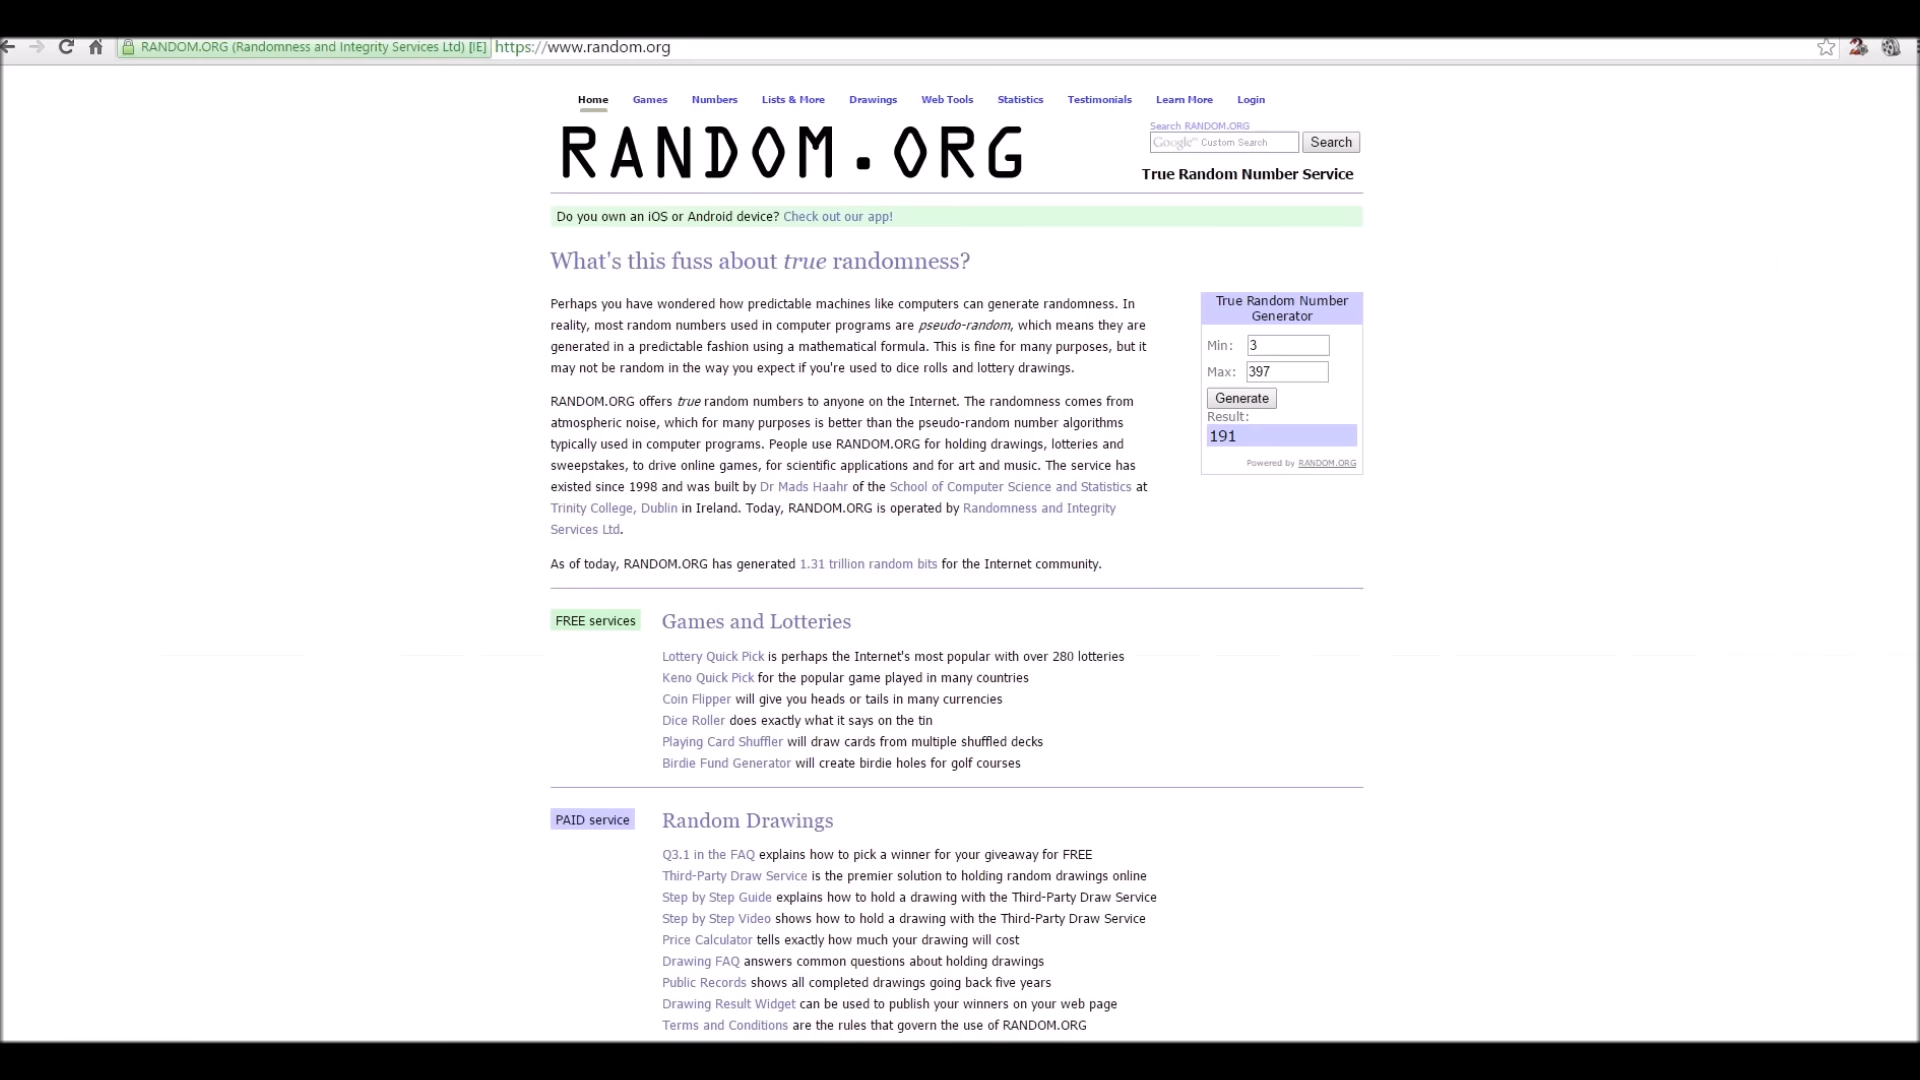 RANDOM.ORG (Randomness and Integrity Services Ltd) [IE] https://www.random.org
Home Games Numbers Lists & More Drawings Web Tools Statistics Testimonials Learn More Login
RANDOM.ORG
Search RANDOM.ORG
Google™ Custom Search Search
True Random Number Service
Do you own an iOS or Android device? Check out our app!
What's this fuss about true randomness?
Perhaps you have wondered how predictable machines like computers can generate randomness. In
reality, most random numbers used in computer programs are pseudo-random, which means they are
generated in a predictable fashion using a mathematical formula. This is fine for many purposes, but it
may not be random in the way you expect if you're used to dice rolls and lottery drawings.
RANDOM.ORG offers true random numbers to anyone on the Internet. The randomness comes from
atmospheric noise, which for many purposes is better than the pseudo-random number algorithms
typically used in computer programs. People use RANDOM.ORG for holding drawings, lotteries and
sweepstakes, to drive online games, for scientific applications and for art and music. The service has
existed since 1998 and was built by Dr Mads Haahr of the School of Computer Science and Statistics at
Trinity College, Dublin in Ireland. Today, RANDOM.ORG is operated by Randomness and Integrity
Services Ltd.
As of today, RANDOM.ORG has generated 1.31 trillion random bits for the Internet community.
True Random Number
Generator
Min: 3
Max: 397
Generate
Result:
191
Powered by RANDOM.ORG
FREE services
Games and Lotteries
Lottery Quick Pick is perhaps the Internet's most popular with over 280 lotteries
Keno Quick Pick for the popular game played in many countries
Coin Flipper will give you heads or tails in many currencies
Dice Roller does exactly what it says on the tin
Playing Card Shuffler will draw cards from multiple shuffled decks
Birdie Fund Generator will create birdie holes for golf courses
PAID service
Random Drawings
Q3.1 in the FAQ explains how to pick a winner for your giveaway for FREE
Third-Party Draw Service is the premier solution to holding random drawings online
Step by Step Guide explains how to hold a drawing with the Third-Party Draw Service
Step by Step Video shows how to hold a drawing with the Third-Party Draw Service
Price Calculator tells exactly how much your drawing will cost
Drawing FAQ answers common questions about holding drawings
Public Records shows all completed drawings going back five years
Drawing Result Widget can be used to publish your winners on your web page
Terms and Conditions are the rules that govern the use of RANDOM.ORG